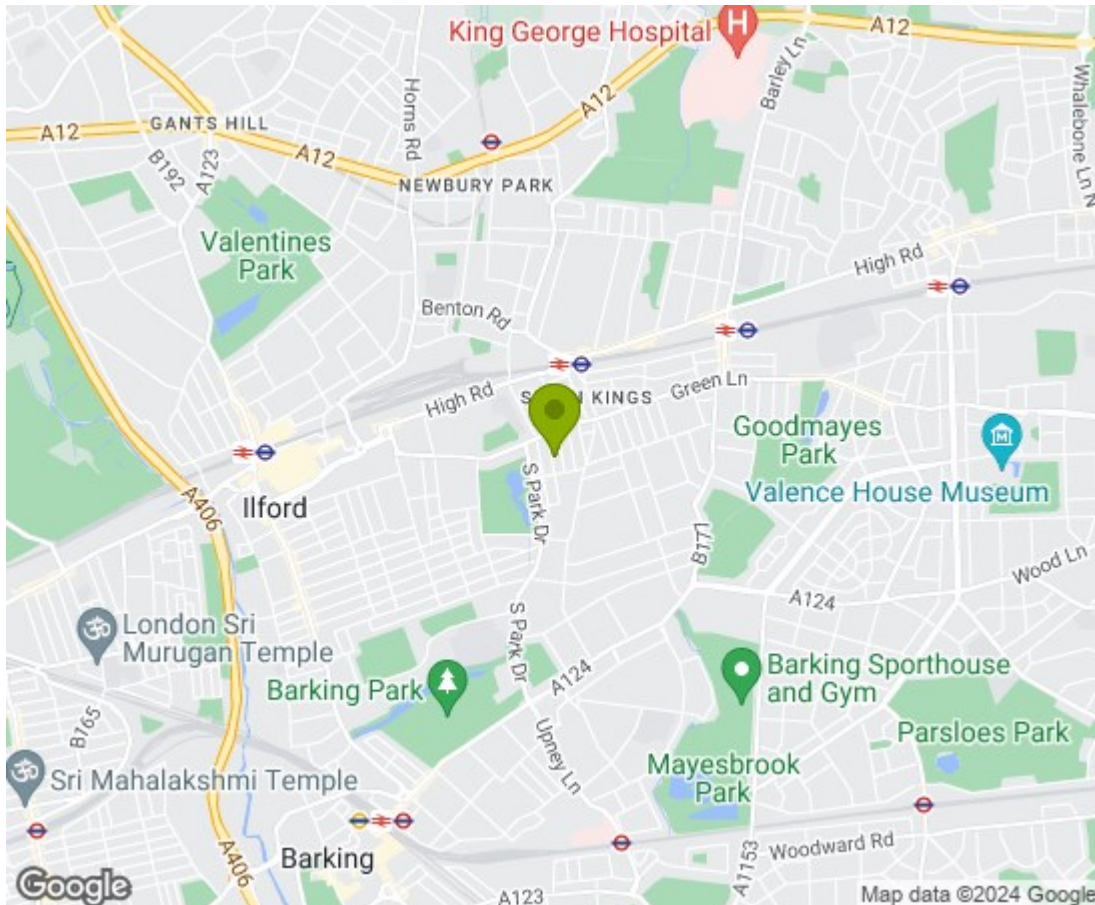 King George Hospital
H
A12
A12
Barley Ln
Whalebone Ln N
Horns Rd
A12
GANTS HILL
A12
A12
B192
A123
NEWBURY PARK
Valentines
Park
High Rd
Benton Rd
High Rd
KINGS
Green Ln
Goodmayes
Park
M
Valence House Museum
Ilford
A406
S Park Dr
B177
Wood Ln
A124
London Sri
Murugan Temple
S Park Dr
Barking Park
A124
Barking Sporthouse
and Gym
B165
Parsloes Park
Upney Ln
Mayesbrook
Park
Sri Mahalakshmi Temple
Barking
Woodward Rd
A406
A1153
A123
Google
Map data ©2024 Google